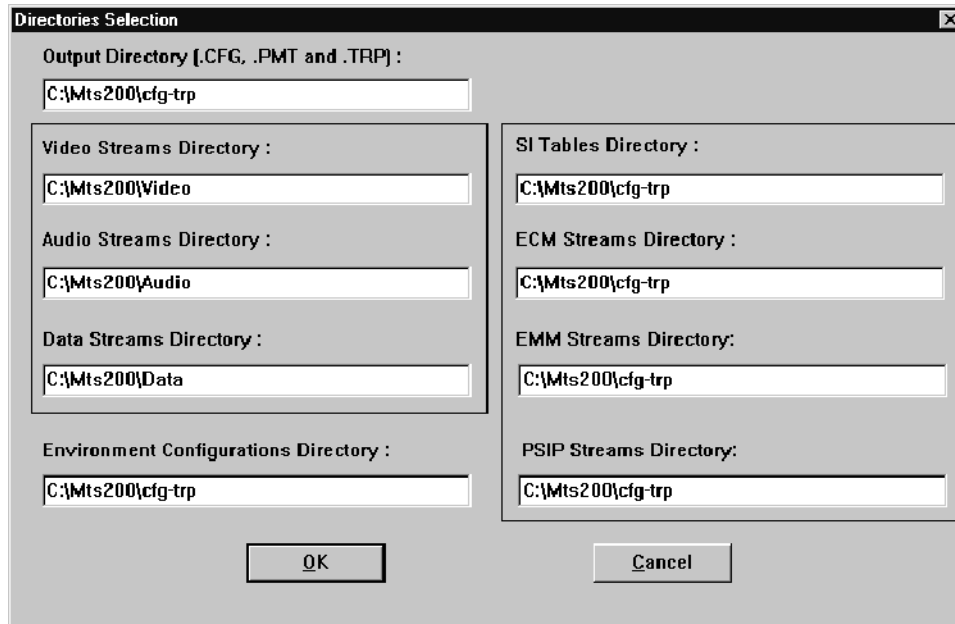 Directories Selection
Output Directory (.CFG, .PMT and .TRP) :
C:\Mts200\cfg-trp
Video Streams Directory :
C:\Mts200\Video
Audio Streams Directory :
C:\Mts200\Audio
Data Streams Directory :
C:\Mts200\Data
Environment Configurations Directory :
C:\Mts200\cfg-trp
SI Tables Directory :
C:\Mts200\cfg-trp
ECM Streams Directory :
C:\Mts200\cfg-trp
EMM Streams Directory:
C:\Mts200\cfg-trp
PSIP Streams Directory:
C:\Mts200\cfg-trp
OK
Cancel